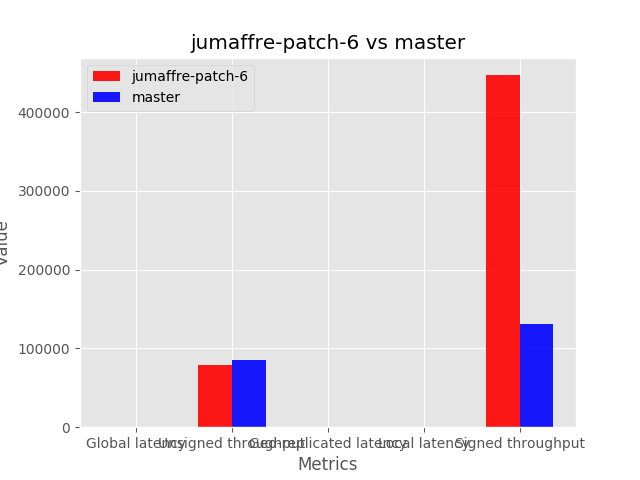 jumaffre-patch-6 vs master
jumaffre-patch-6
master
400000
300000
200000
100000
0
Value
Global latency
Unsigned throughput
Geo-replicated latency
Local latency
Signed throughput
Metrics